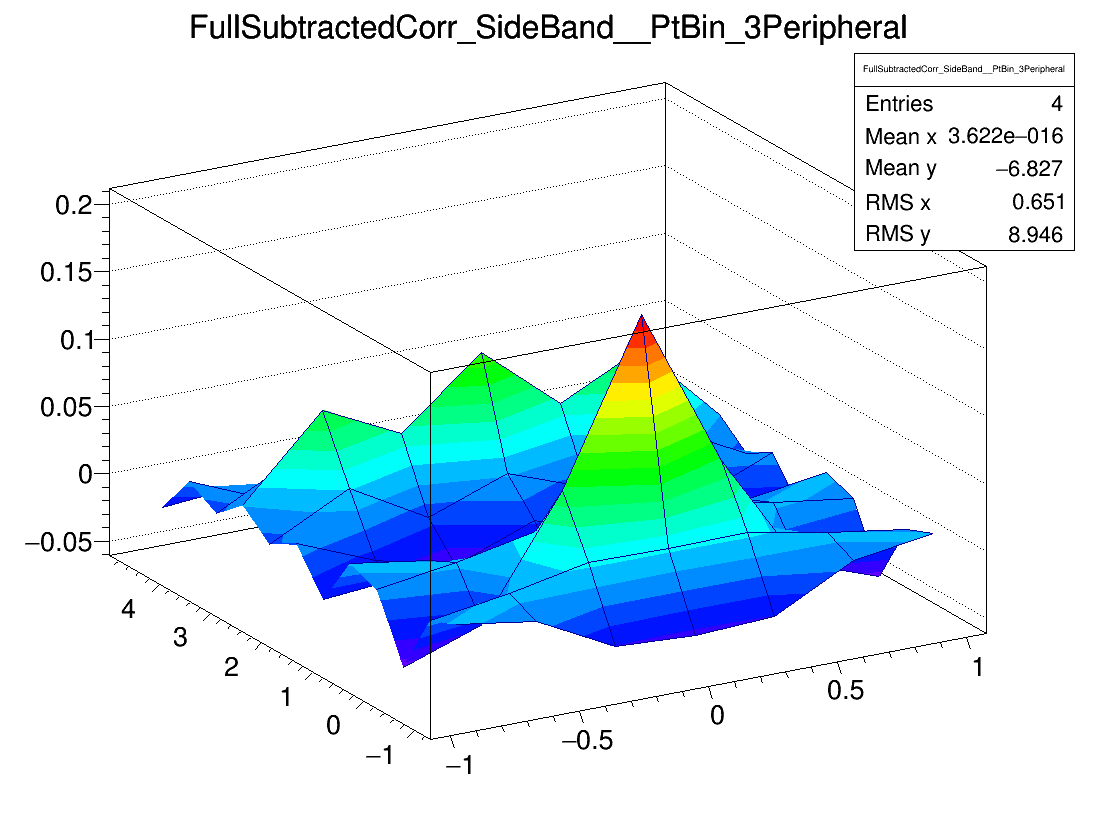 FullSubtractedCorr_SideBand__PtBin_3Peripheral
FullSubtractedCorr_SideBand__PtBin_3Peripheral
Entries 4
Mean x 3.622e−016
Mean y −6.827
RMS x 0.651
RMS y 8.946
0.2
0.15
0.1
0.05
0
−0.05
4
3
2
1
0
−1
−1
−0.5
0
0.5
1